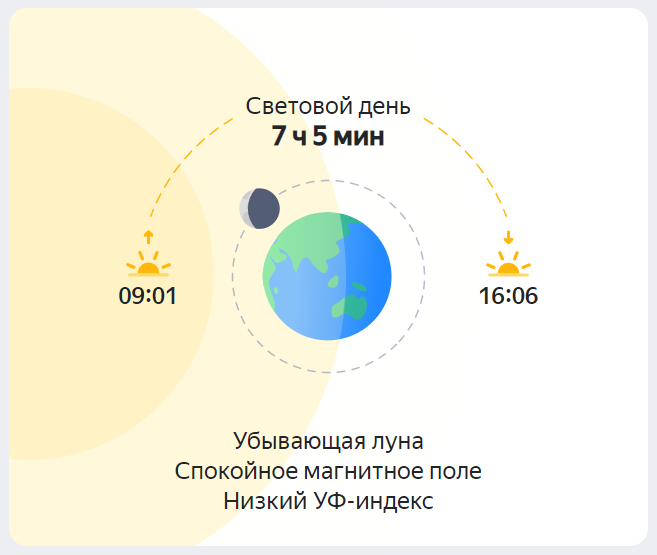 Световой день
7 ч 5 мин
09:01
16:06
Убывающая луна
Спокойное магнитное поле
Низкий УФ-индекс